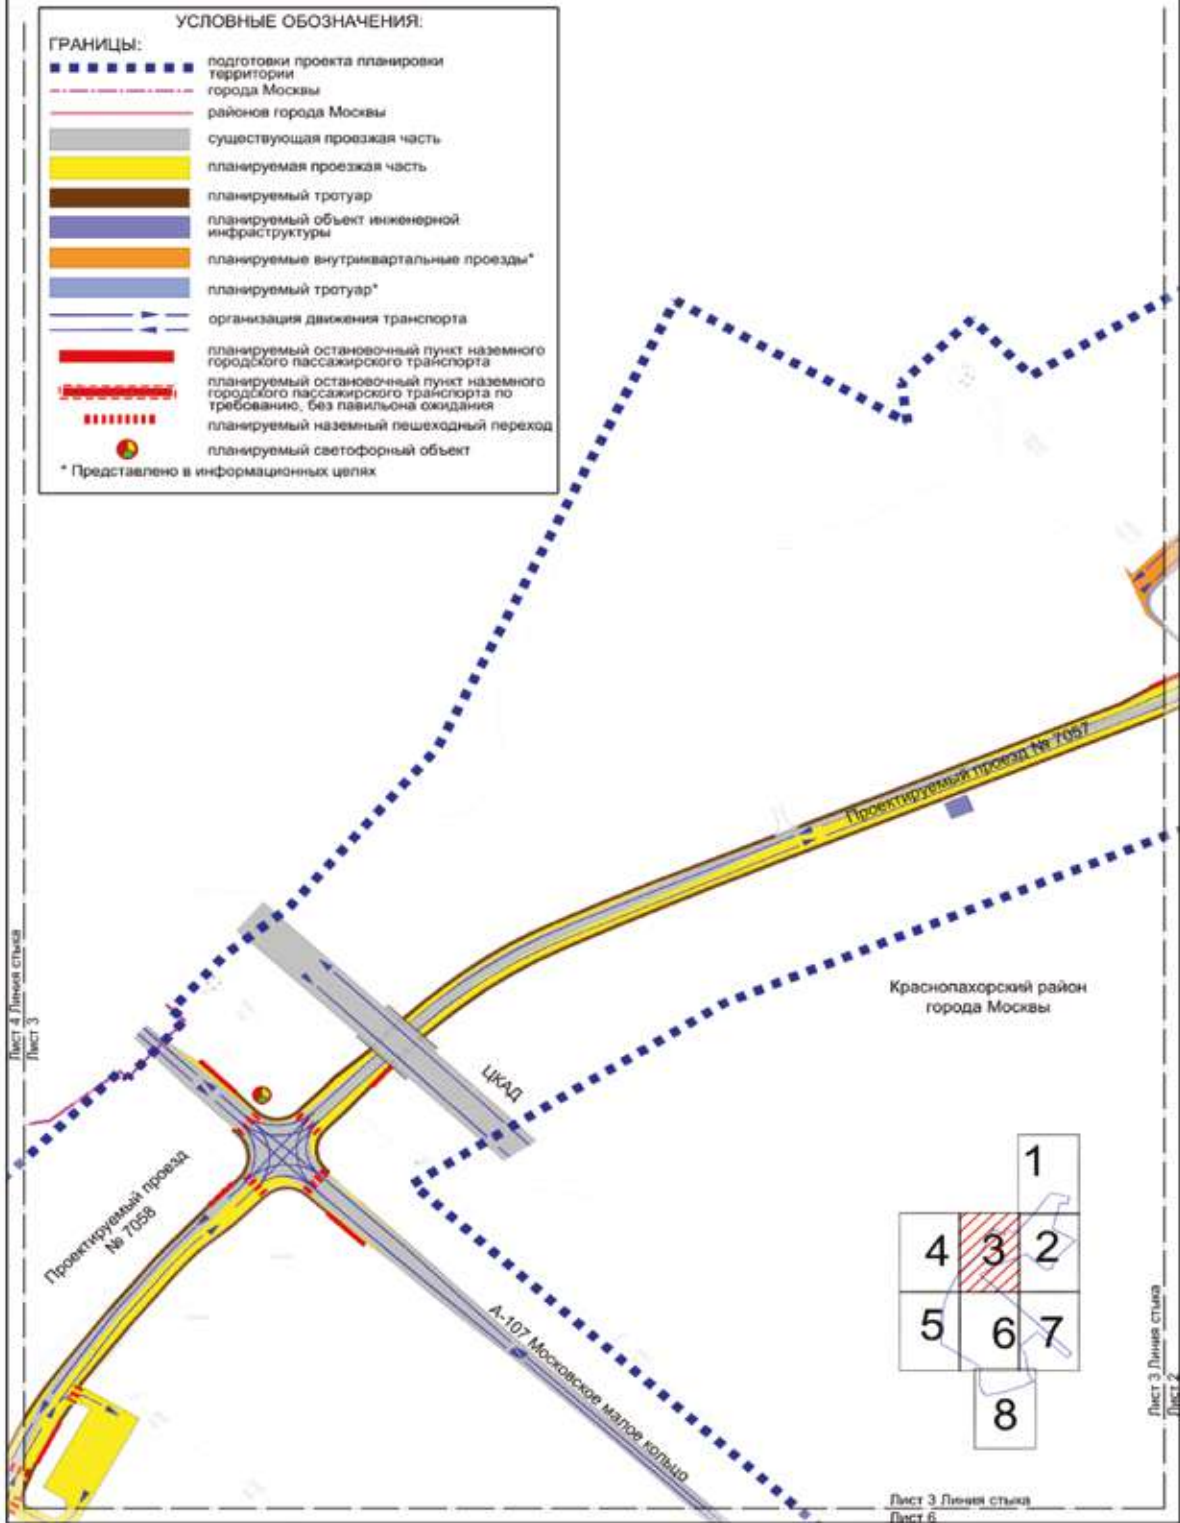 УСЛОВНЫЕ ОБОЗНАЧЕНИЯ:
ГРАНИЦЫ:
подготовки проекта планировки
территории
города Москвы
районов города Москвы
существующая проезжая часть
планируемая проезжая часть
планируемый тротуар
планируемый объект инженерной
инфраструктуры
планируемые внутриквартальные проезды*
планируемый тротуар*
организация движения транспорта
планируемый остановочный пункт наземного
городского пассажирского транспорта
планируемый остановочный пункт наземного
городского пассажирского транспорта по
требованию, без павильона ожидания
планируемый наземный пешеходный переход
планируемый светофорный объект
* Представлено в информационных целях
Проектируемый проезд № 7057
Лист 4 Линия стыка
Лист 3
Краснопахорский район
города Москвы
ЦКАД
Проектируемый проезд
№ 7058
А-107 Московское малое кольцо
1
4 3 2
5 6 7
8
Лист 3 Линия стыка
Лист 2
Лист 3 Линия стыка
Лист 6